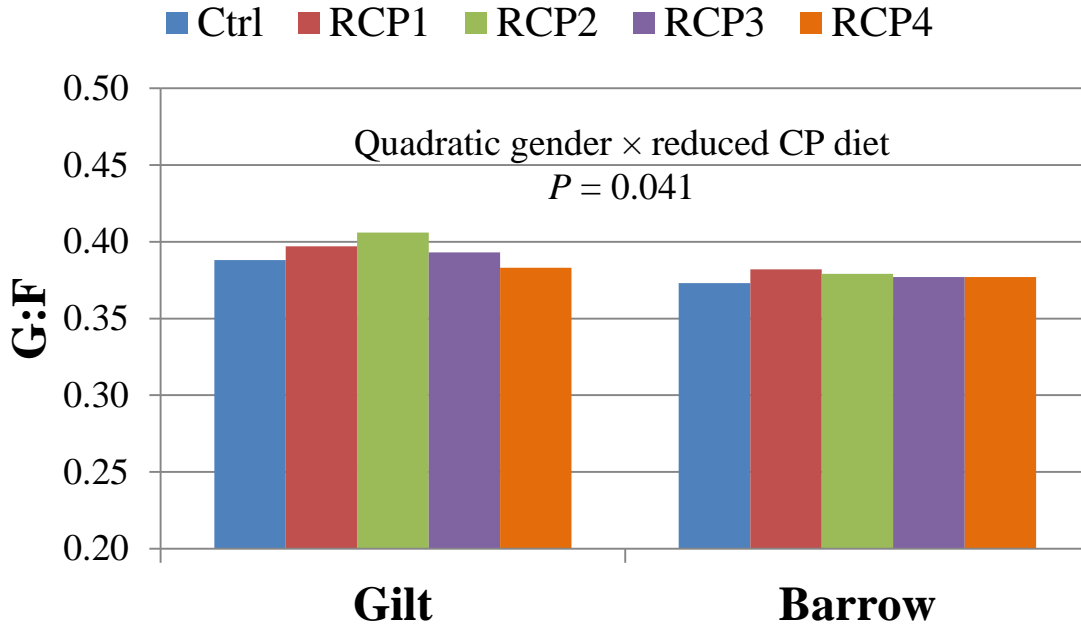 Ctrl RCP1 RCP2 RCP3 RCP4
0.50
Quadratic gender × reduced CP diet
0.45
P = 0.041
0.40
0.35
G:F
0.30
0.25
0.20
Gilt Barrow